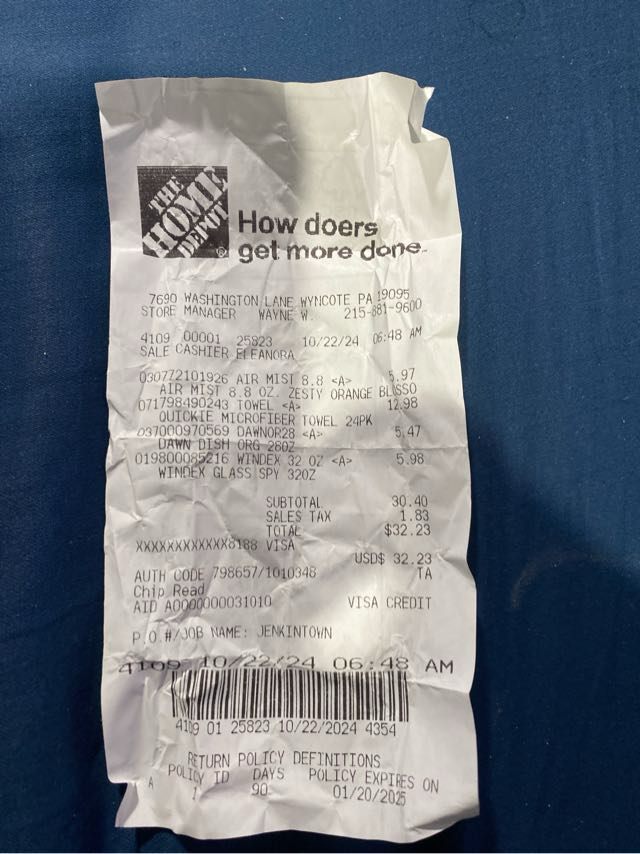 THE
HOME
DEPOT
®
How doers
get more done™
7690 WASHINGTON LANE WYNCOTE PA 19095
STORE MANAGER WAYNE W. 215-881-9600
4109 00001 25823 10/22/24 06:48 AM
SALE CASHIER ELEANORA
030772101926 AIR MIST 8.8 <A> 5.97
AIR MIST 8.8 OZ. ZESTY ORANGE BLSSO
071798490243 TOWEL <A> 12.98
QUICKIE MICROFIBER TOWEL 24PK
037000970569 DAWNOR28 <A> 5.47
DAWN DISH ORG 28OZ
019800085216 WINDEX 32 OZ <A> 5.98
WINDEX GLASS SPY 32OZ
SUBTOTAL 30.40
SALES TAX 1.83
TOTAL $32.23
XXXXXXXXXXXX8188 VISA
USD$ 32.23
AUTH CODE 798657/1010348 TA
Chip Read
AID A0000000031010 VISA CREDIT
P.O.#/JOB NAME: JENKINTOWN
4109 10/22/24 06:48 AM
4109 01 25823 10/22/2024 4354
RETURN POLICY DEFINITIONS
POLICY ID DAYS POLICY EXPIRES ON
A 1 90 01/20/2025